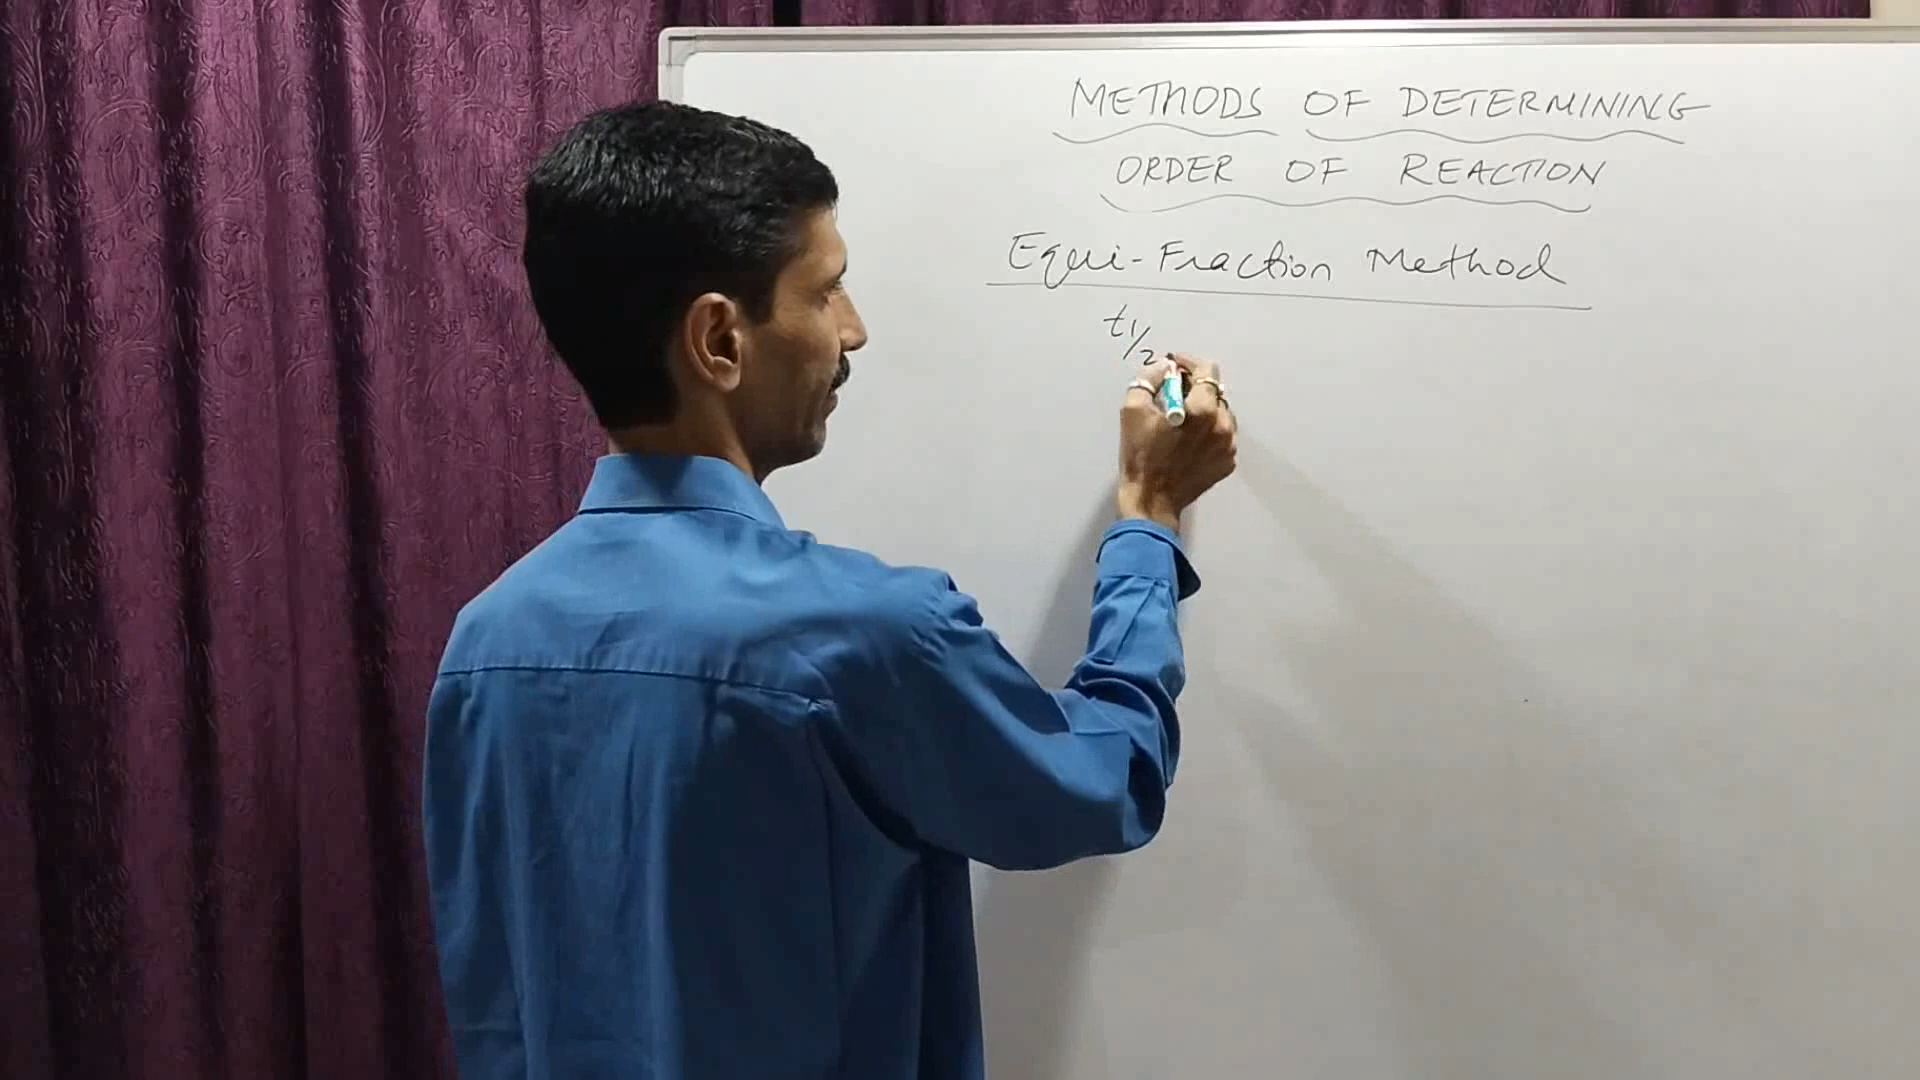 METHODS OF DETERMINING
ORDER OF REACTION
Equi-Fraction Method
t1/2